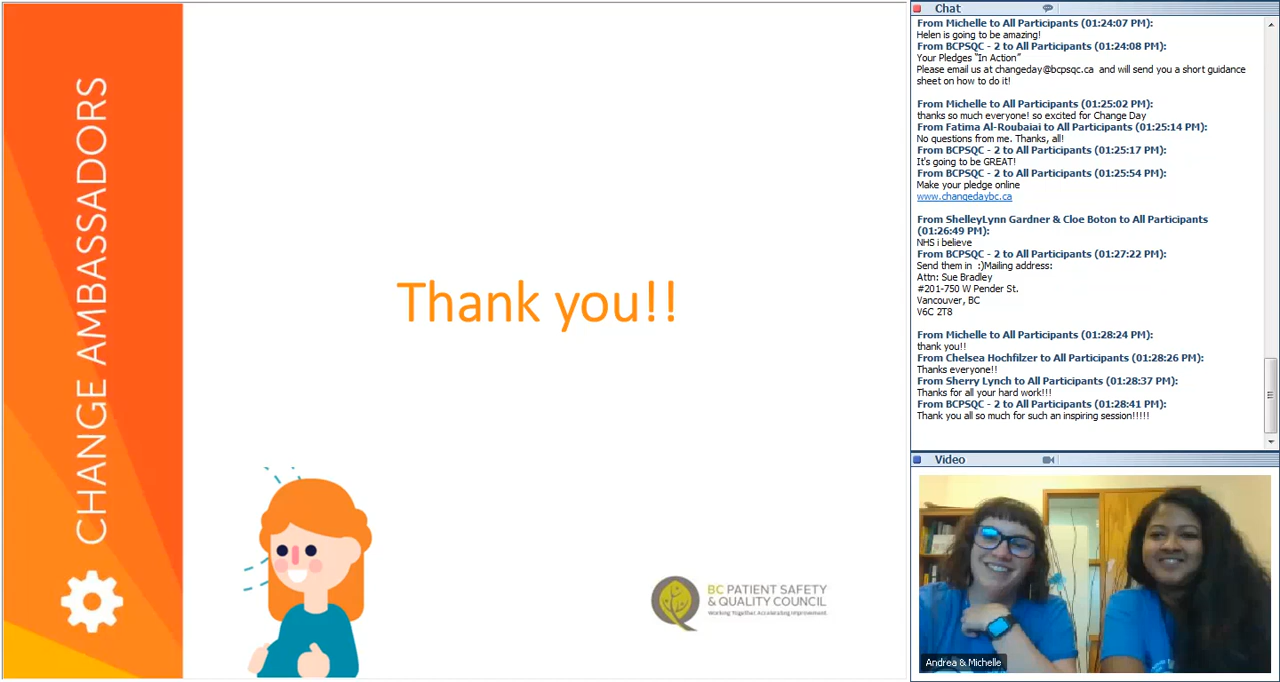 CHANGE AMBASSADORS
Thank you!!
BC PATIENT SAFETY
& QUALITY COUNCIL
Working Together. Accelerating Improvement.
Chat
From Michelle to All Participants (01:24:07 PM):
Helen is going to be amazing!
From BCPSQC - 2 to All Participants (01:24:08 PM):
Your Pledges "In Action"
Please email us at changeday@bcpsqc.ca  and will send you a short guidance
sheet on how to do it!
From Michelle to All Participants (01:25:02 PM):
thanks so much everyone! so excited for Change Day
From Fatima Al-Roubaiai to All Participants (01:25:14 PM):
No questions from me. Thanks, all!
From BCPSQC - 2 to All Participants (01:25:17 PM):
It's going to be GREAT!
From BCPSQC - 2 to All Participants (01:25:54 PM):
Make your pledge online
www.changedaybc.ca
From ShelleyLynn Gardner & Cloe Boton to All Participants
(01:26:49 PM):
NHS i believe
From BCPSQC - 2 to All Participants (01:27:22 PM):
Send them in  :)Mailing address:
Attn: Sue Bradley
#201-750 W Pender St.
Vancouver, BC
V6C 2T8
From Michelle to All Participants (01:28:24 PM):
thank you!!
From Chelsea Hochfilzer to All Participants (01:28:26 PM):
Thanks everyone!!
From Sherry Lynch to All Participants (01:28:37 PM):
Thanks for all your hard work!!!
From BCPSQC - 2 to All Participants (01:28:41 PM):
Thank you all so much for such an inspiring session!!!!!
Video
Andrea & Michelle